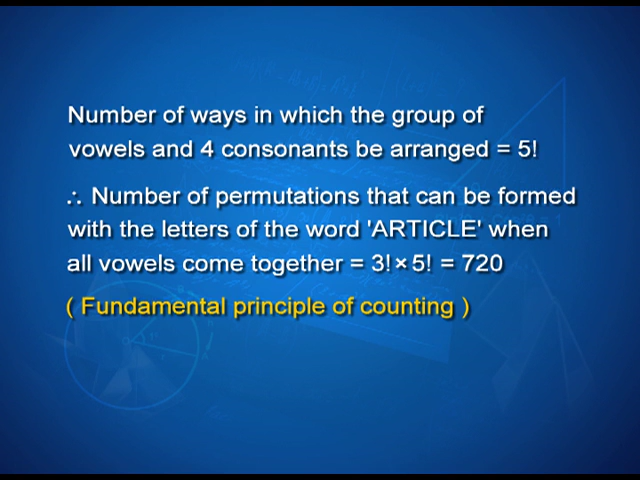 Number of ways in which the group of
vowels and 4 consonants be arranged = 5!
∴ Number of permutations that can be formed
with the letters of the word 'ARTICLE' when
all vowels come together = 3! × 5! = 720
( Fundamental principle of counting )